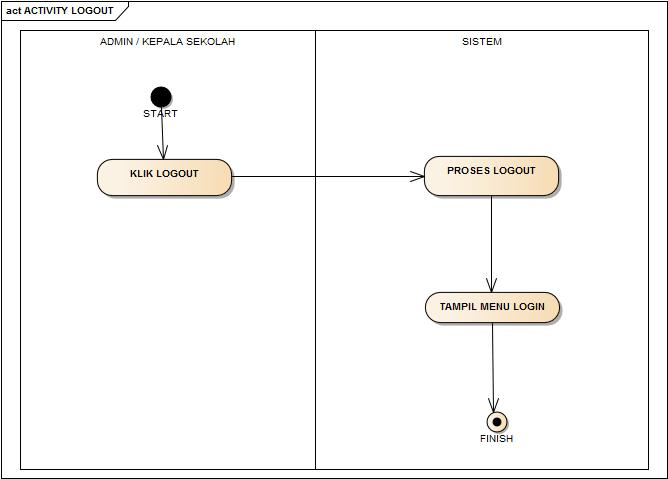 act ACTIVITY LOGOUT
ADMIN / KEPALA SEKOLAH
SISTEM
START
KLIK LOGOUT
PROSES LOGOUT
TAMPIL MENU LOGIN
FINISH